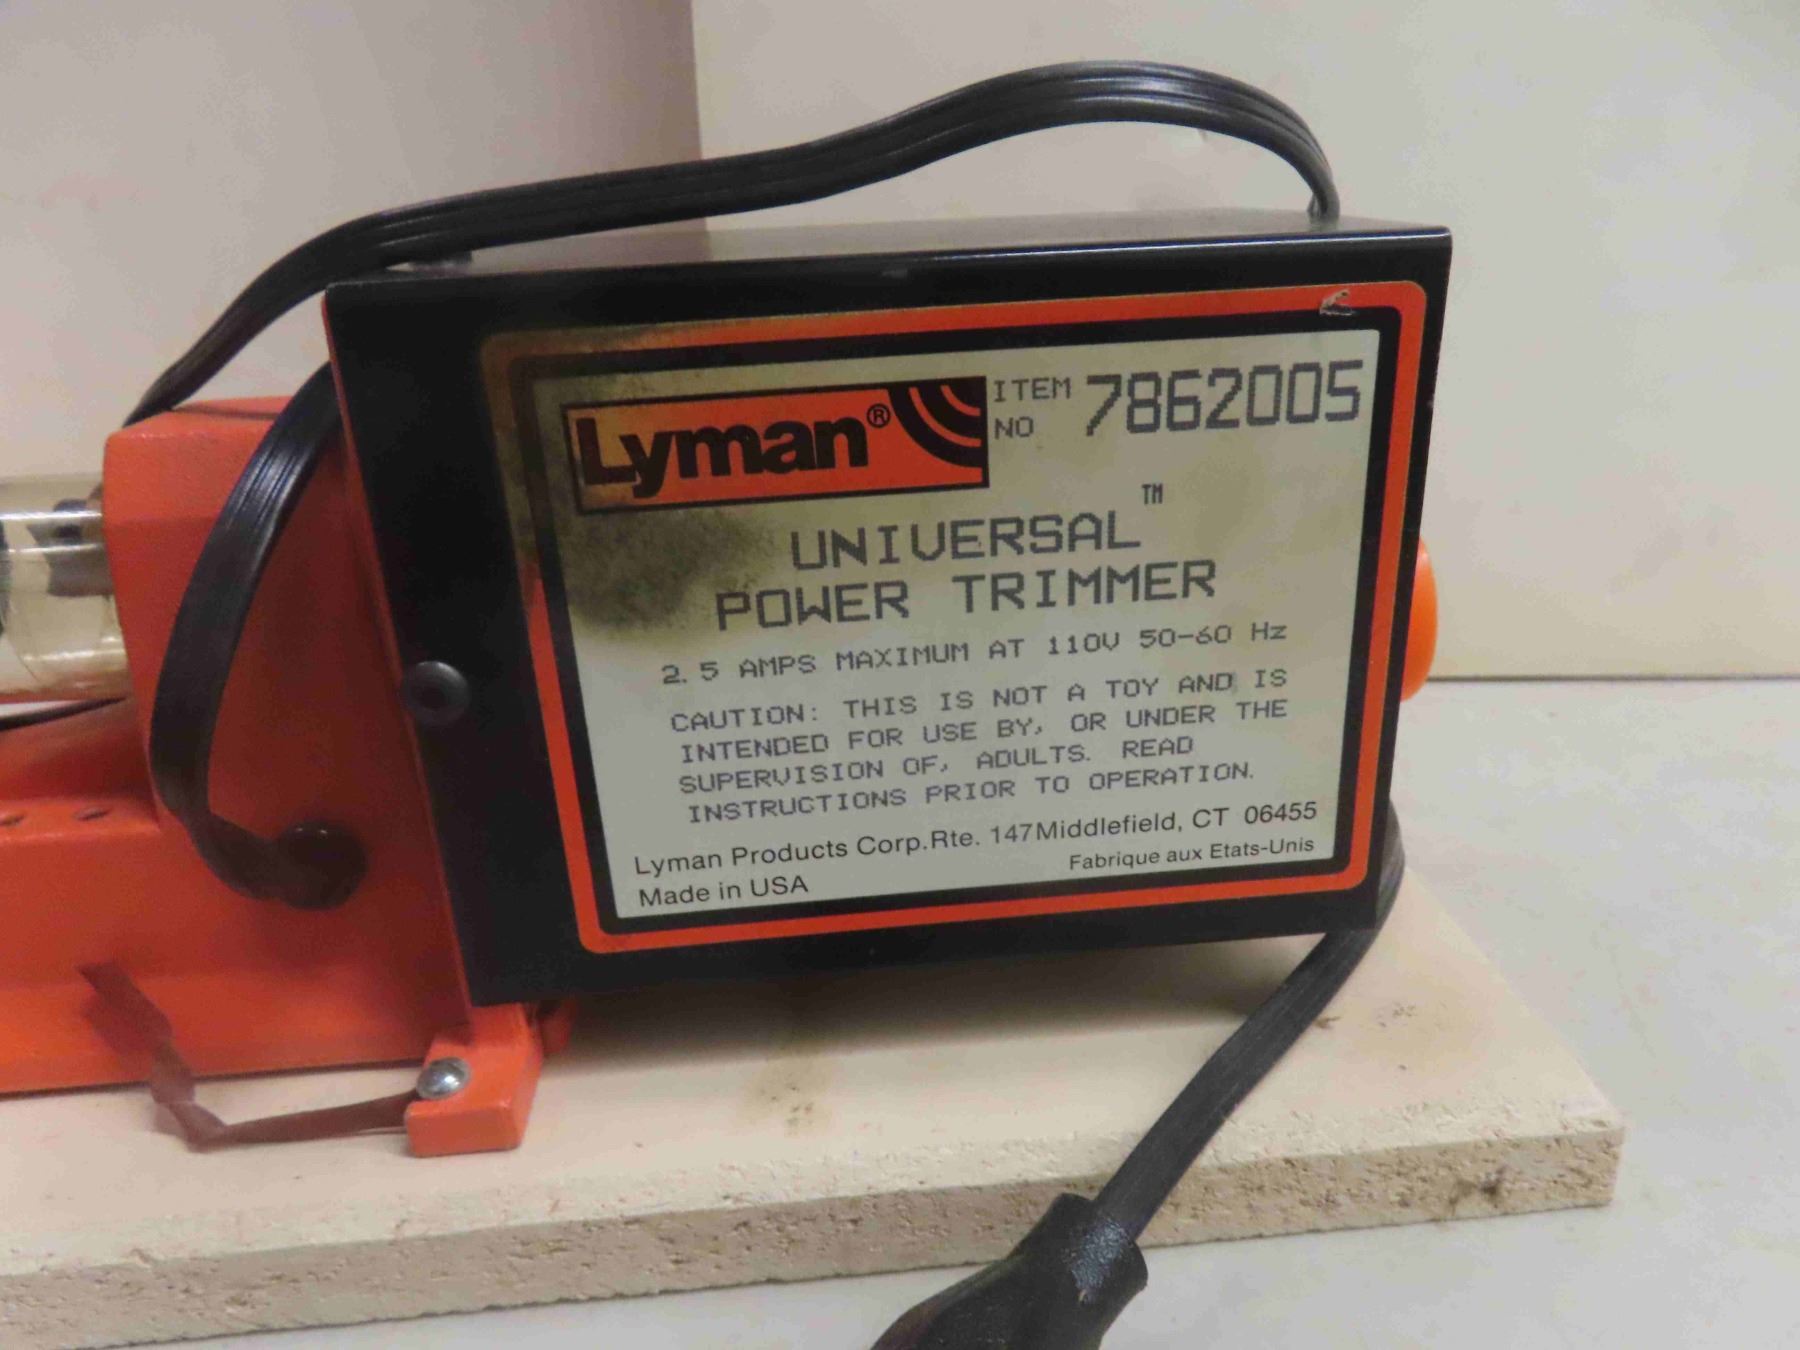 Lyman®
ITEM
NO
7862005
UNIVERSAL™
POWER TRIMMER
2.5 AMPS MAXIMUM AT 110V 50-60 Hz
CAUTION: THIS IS NOT A TOY AND IS
INTENDED FOR USE BY, OR UNDER THE
SUPERVISION OF, ADULTS. READ
INSTRUCTIONS PRIOR TO OPERATION.
Lyman Products Corp.Rte. 147Middlefield, CT 06455
Made in USA
Fabrique aux Etats-Unis